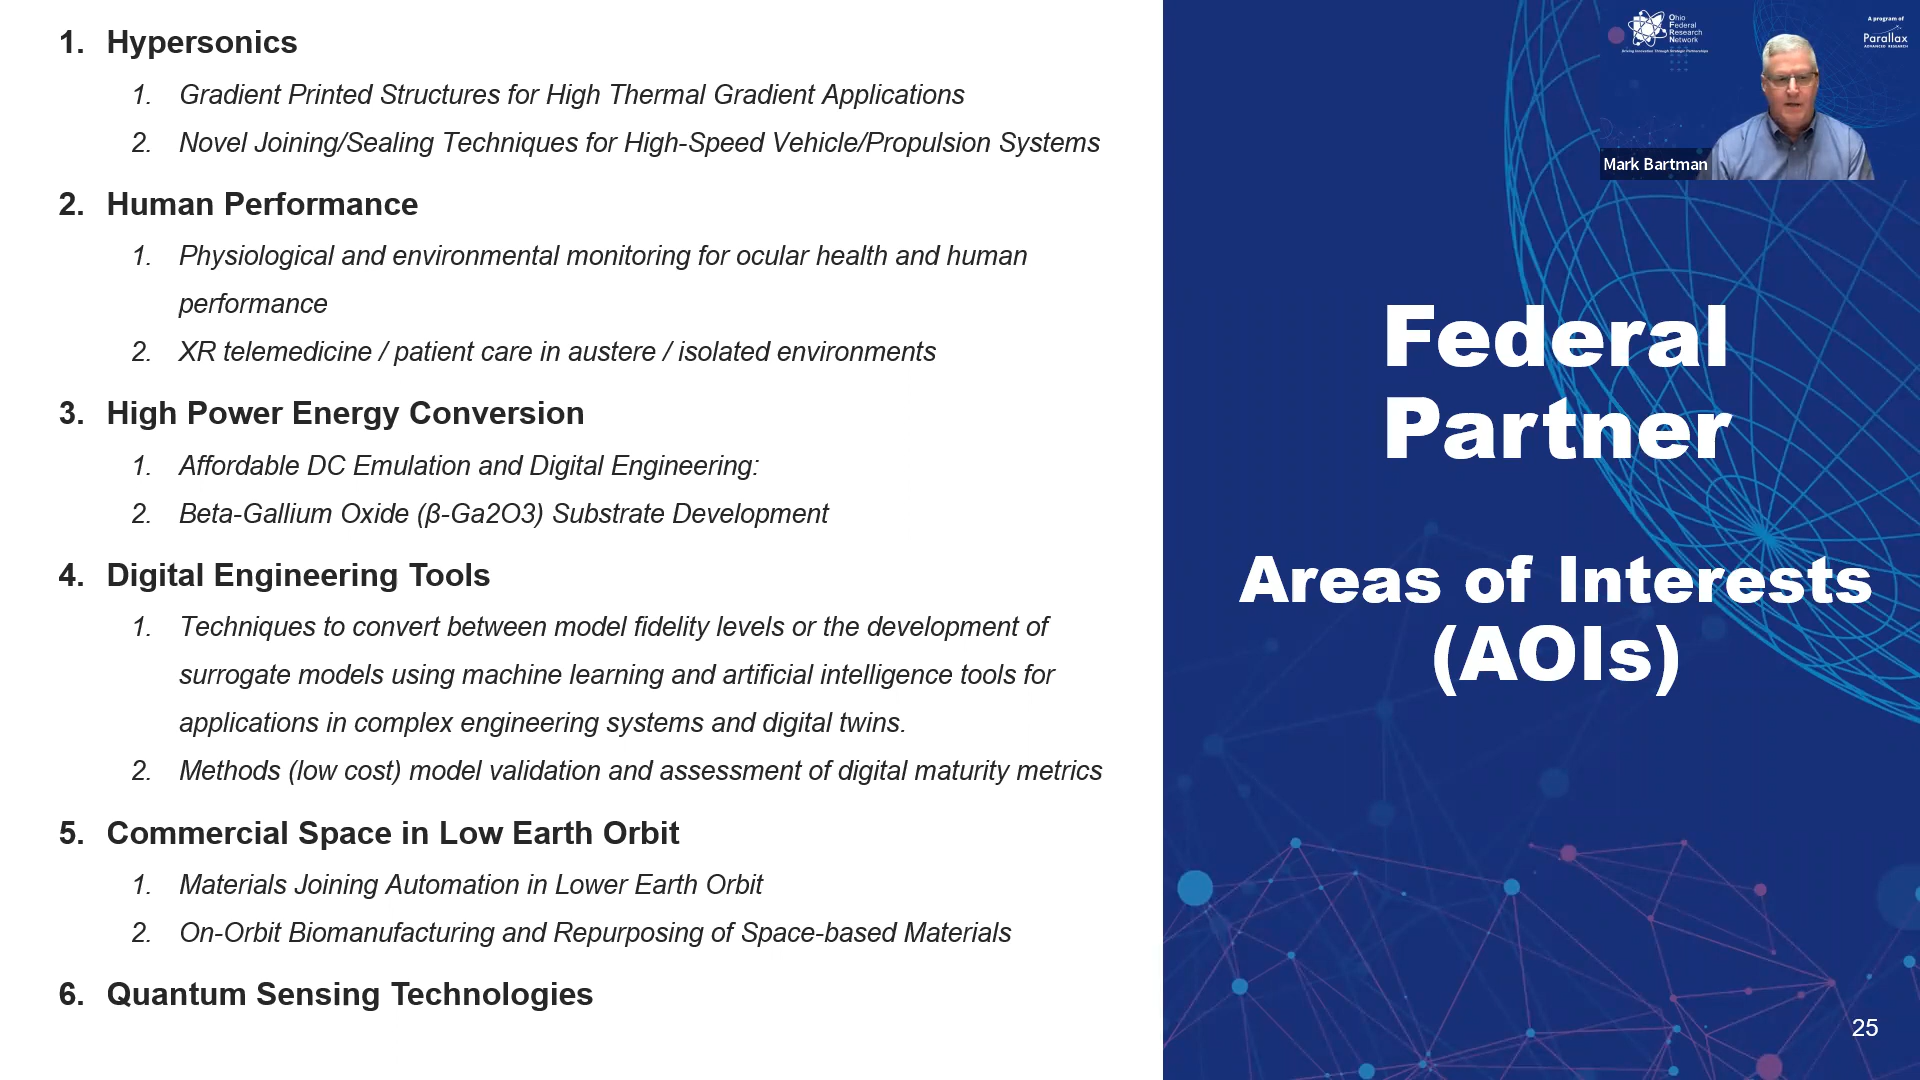 1. Hypersonics
1. Gradient Printed Structures for High Thermal Gradient Applications
2. Novel Joining/Sealing Techniques for High-Speed Vehicle/Propulsion Systems
2. Human Performance
1. Physiological and environmental monitoring for ocular health and human
performance
2. XR telemedicine / patient care in austere / isolated environments
3. High Power Energy Conversion
1. Affordable DC Emulation and Digital Engineering:
2. Beta-Gallium Oxide (β-Ga2O3) Substrate Development
4. Digital Engineering Tools
1. Techniques to convert between model fidelity levels or the development of
surrogate models using machine learning and artificial intelligence tools for
applications in complex engineering systems and digital twins.
2. Methods (low cost) model validation and assessment of digital maturity metrics
5. Commercial Space in Low Earth Orbit
1. Materials Joining Automation in Lower Earth Orbit
2. On-Orbit Biomanufacturing and Repurposing of Space-based Materials
6. Quantum Sensing Technologies
Ohio
Federal
Research
Network
Driving Innovation Through Strategic Partnerships
A program of
Parallax
ADVANCED RESEARCH
Mark Bartman
Federal
Partner
Areas of Interests
(AOIs)
25